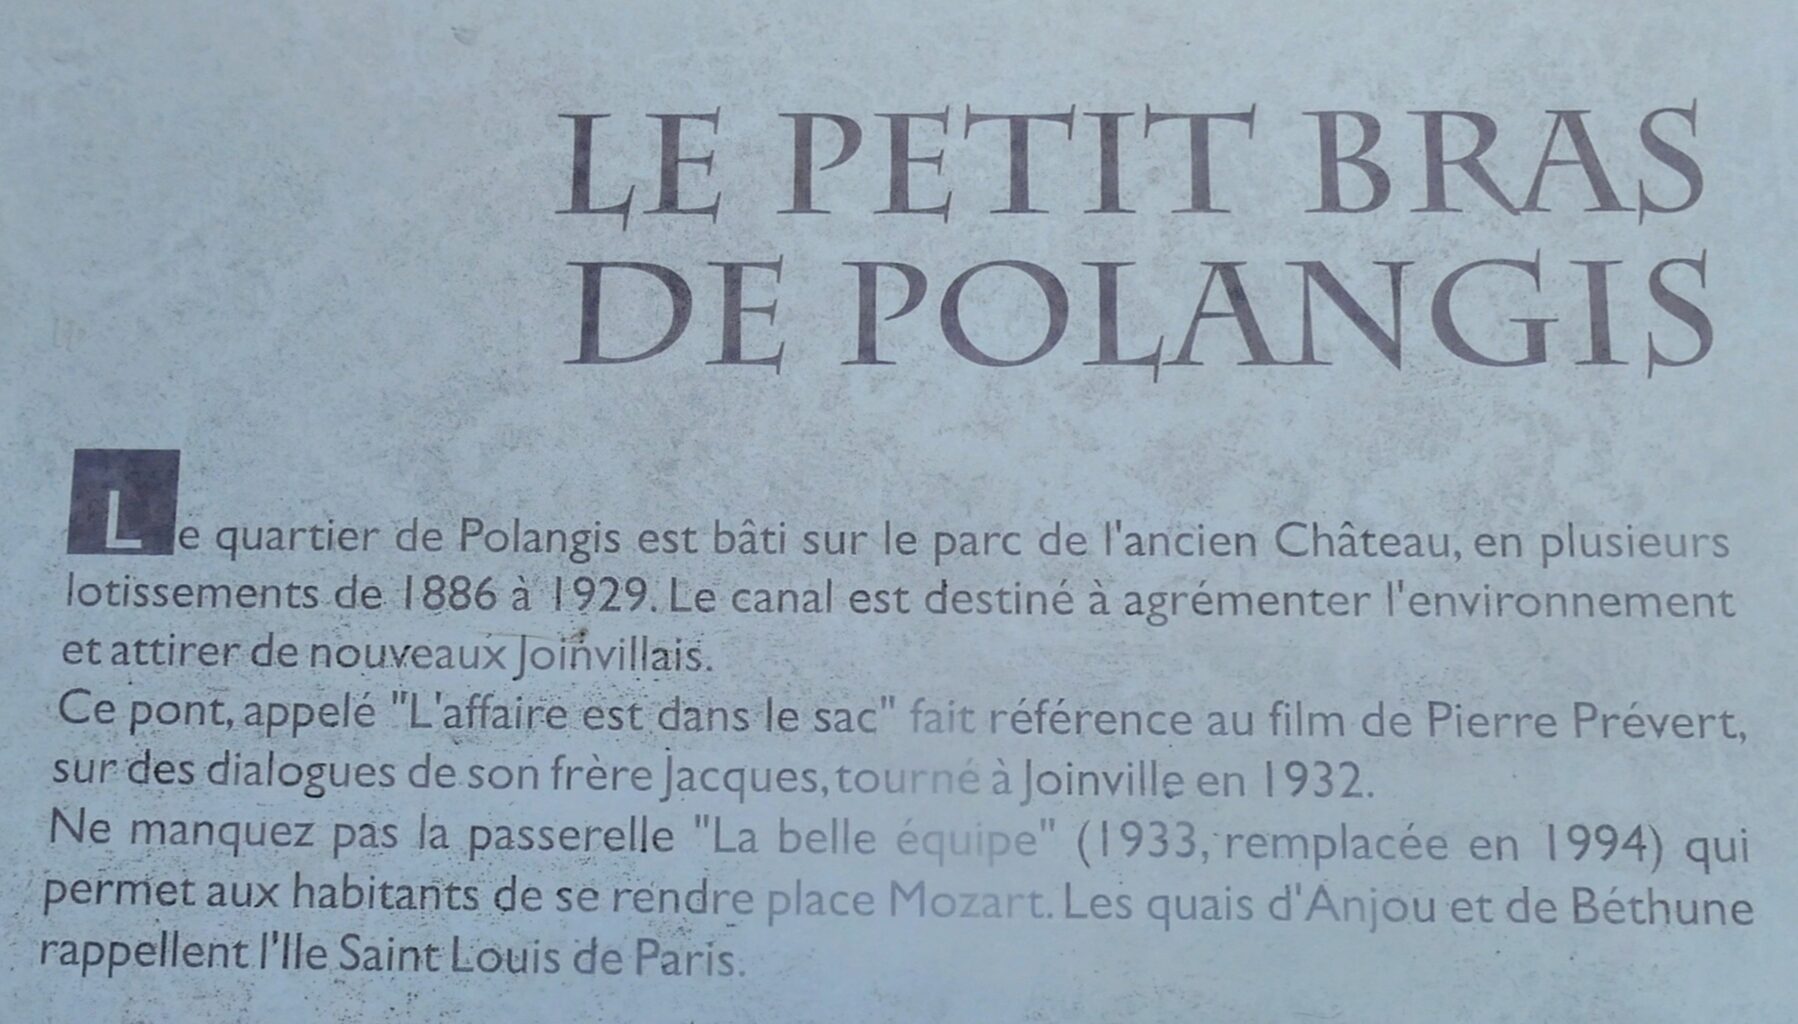 LE PETIT BRAS
DE POLANGIS
Le quartier de Polangis est bâti sur le parc de l'ancien Château, en plusieurs
lotissements de 1886 à 1929. Le canal est destiné à agrémenter l'environnement
et attirer de nouveaux Joinvillais.
Ce pont, appelé "L'affaire est dans le sac" fait référence au film de Pierre Prévert,
sur des dialogues de son frère Jacques, tourné à Joinville en 1932.
Ne manquez pas la passerelle "La belle équipe" (1933, remplacée en 1994) qui
permet aux habitants de se rendre place Mozart. Les quais d'Anjou et de Béthune
rappellent l'Ile Saint Louis de Paris.